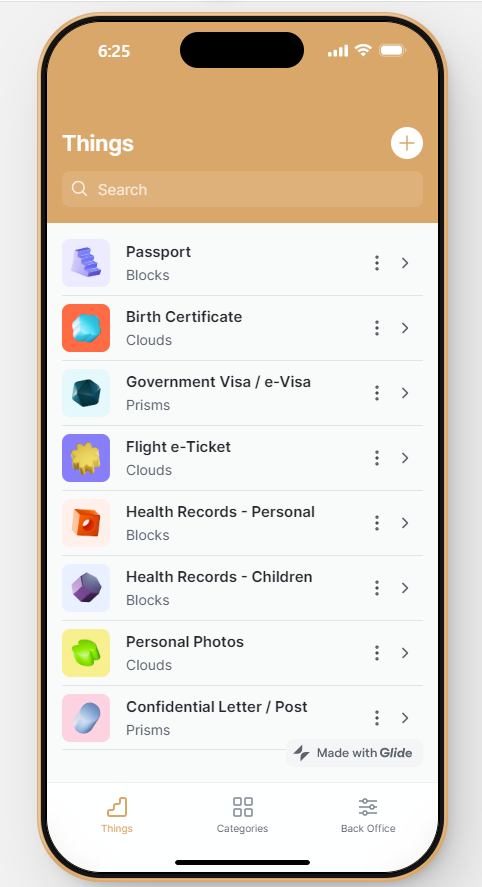 6:25
Things
Search
Passport
Blocks
Birth Certificate
Clouds
Government Visa / e-Visa
Prisms
Flight e-Ticket
Clouds
Health Records - Personal
Blocks
Health Records - Children
Blocks
Personal Photos
Clouds
Confidential Letter / Post
Prisms
Made with Glide
Things
Categories
Back Office